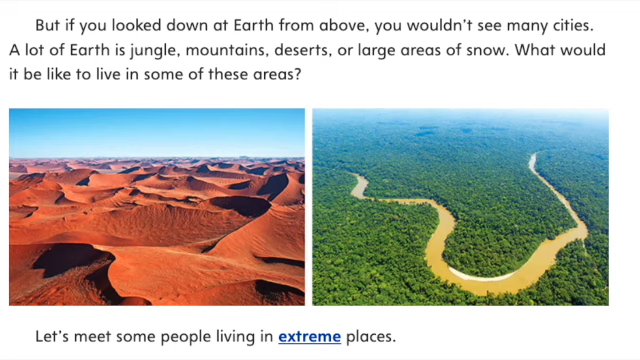 But if you looked down at Earth from above, you wouldn't see many cities.
A lot of Earth is jungle, mountains, deserts, or large areas of snow. What would
it be like to live in some of these areas?
Let's meet some people living in extreme places.